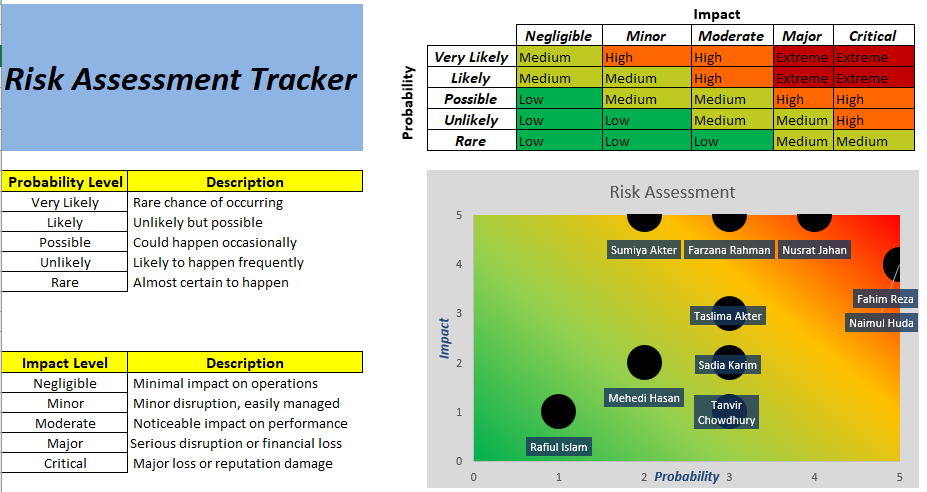 Risk Assessment Tracker
Impact
Negligible Minor Moderate Major Critical
Probability
Very Likely Medium High High Extreme Extreme
Likely Medium Medium High Extreme Extreme
Possible Low Medium Medium High High
Unlikely Low Low Medium Medium High
Rare Low Low Low Medium Medium
Probability Level Description
Very Likely Rare chance of occurring
Likely Unlikely but possible
Possible Could happen occasionally
Unlikely Likely to happen frequently
Rare Almost certain to happen
Impact Level Description
Negligible Minimal impact on operations
Minor Minor disruption, easily managed
Moderate Noticeable impact on performance
Major Serious disruption or financial loss
Critical Major loss or reputation damage
Risk Assessment
5
Sumiya Akter Farzana Rahman Nusrat Jahan
4
Fahim Reza
3 Taslima Akter
Naimul Huda
Impact
2 Sadia Karim
Mehedi Hasan
1 Tanvir
Chowdhury
Rafiul Islam
0
0 1 2 Probability 3 4 5